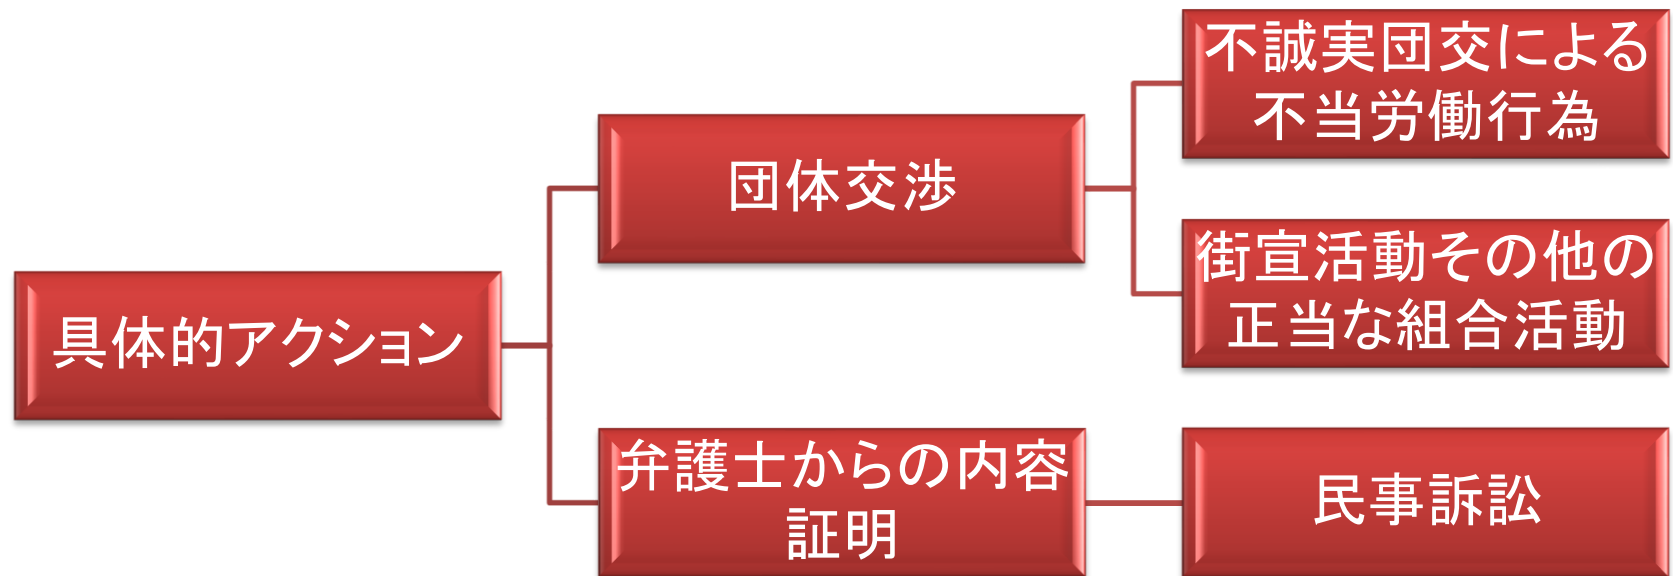 具体的アクション
団体交渉
不誠実団交による
不当労働行為
街宣活動その他の
正当な組合活動
弁護士からの内容
証明
民事訴訟